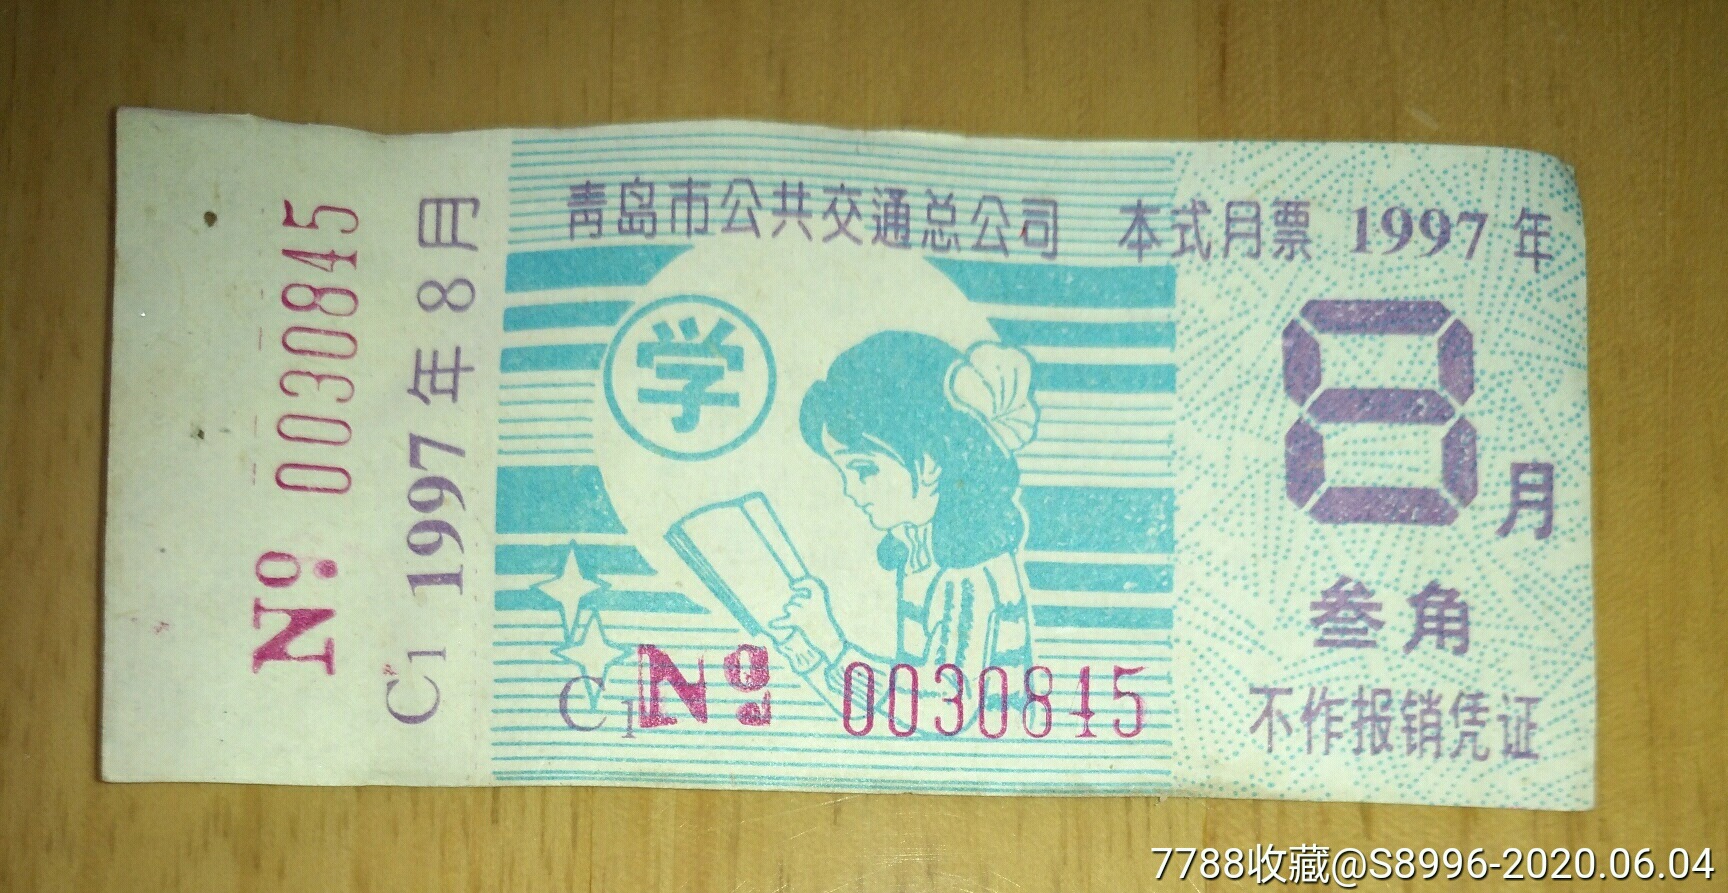 № 0030845
C1 1997年8月
青岛市公共交通总公司 本式月票 1997年
学
8月
叁角
不作报销凭证
C1 № 0030845
7788收藏@S8996-2020.06.04